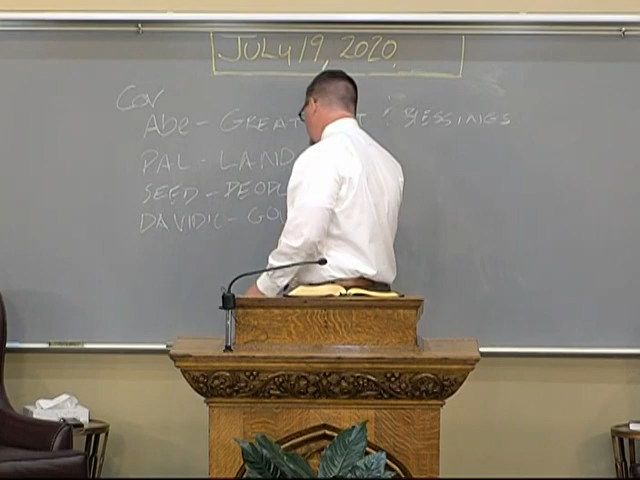 JULY 19, 2020
Cov
Abe - GREAT & BLESSINGS
PAL - LAND
SEED - PEOPL
DAVIDIC - GO